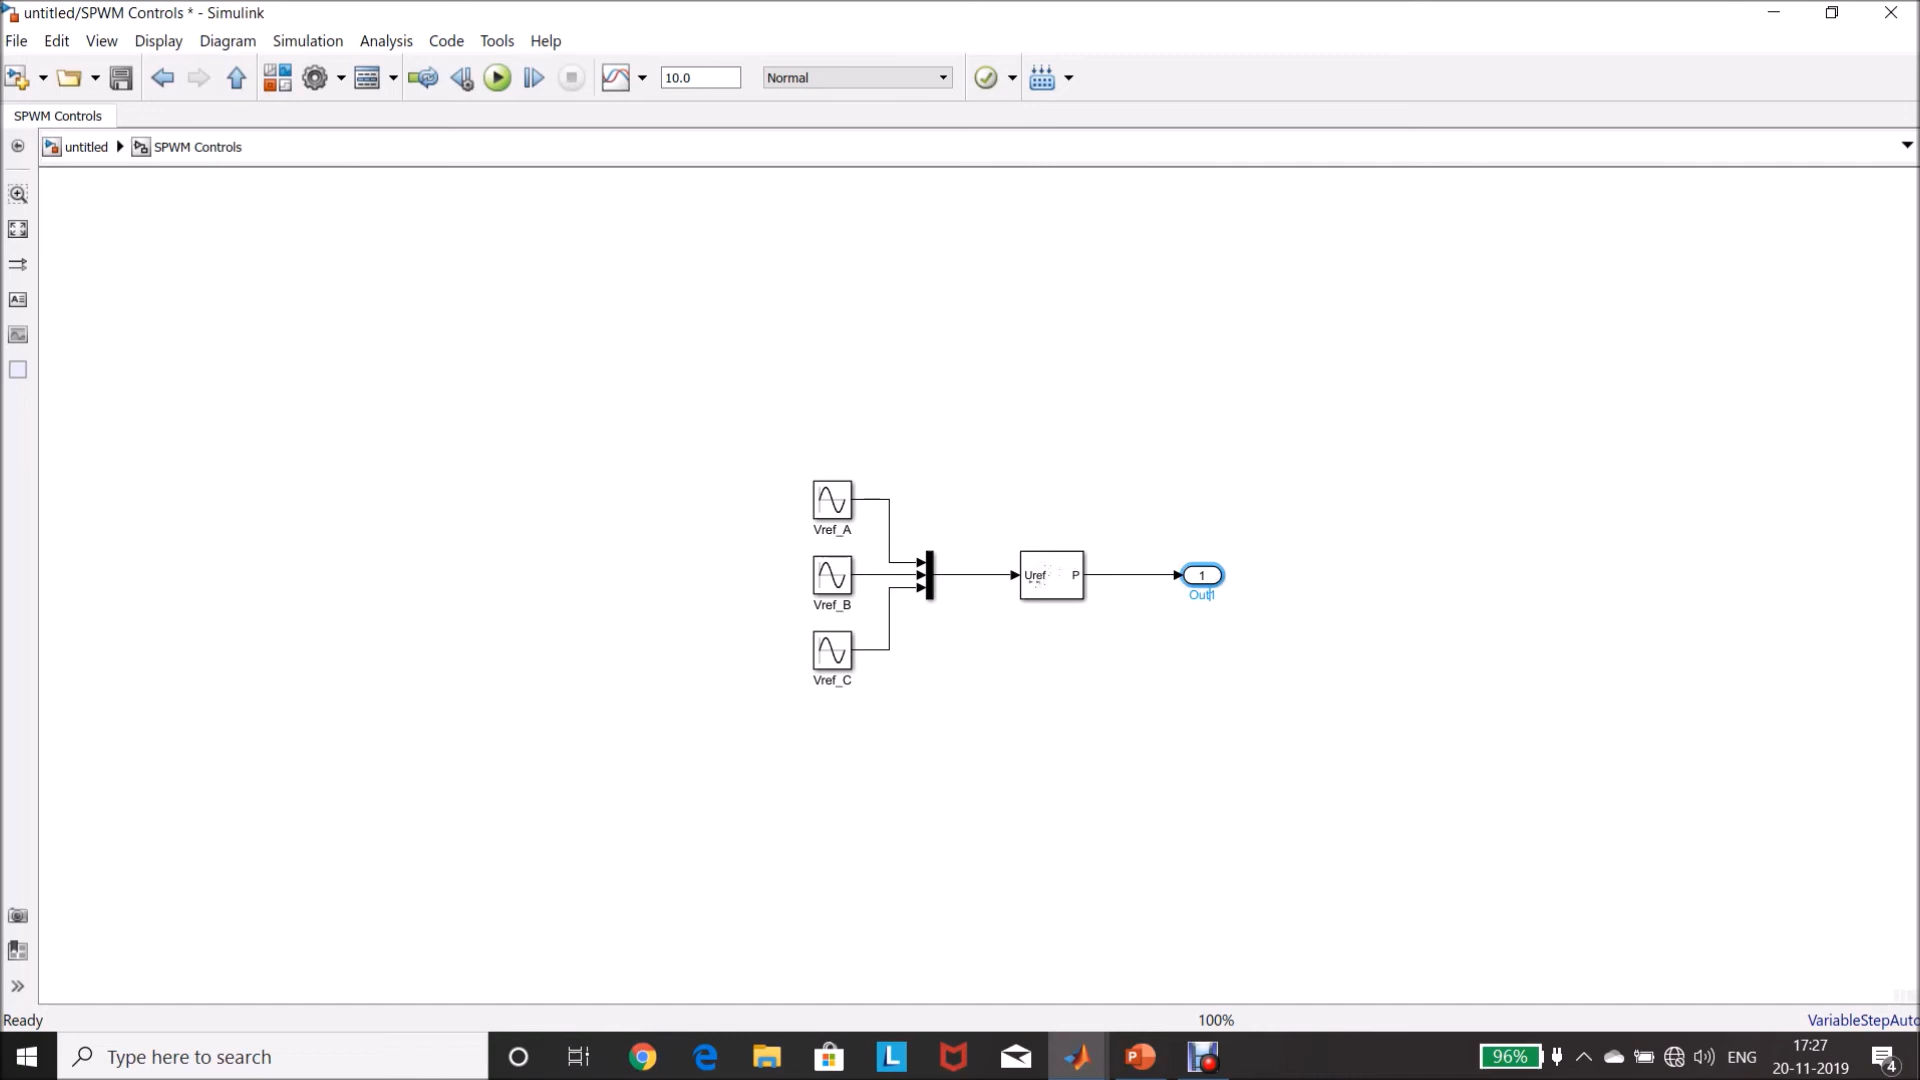 untitled/SPWM Controls * - Simulink
File Edit View Display Diagram Simulation Analysis Code Tools Help
10.0 Normal
SPWM Controls
untitled SPWM Controls
Vref_A
Vref_B
Vref_C
Uref P
1
Out1
Ready 100% VariableStepAuto
Type here to search
96% ENG
17:27
20-11-2019
4